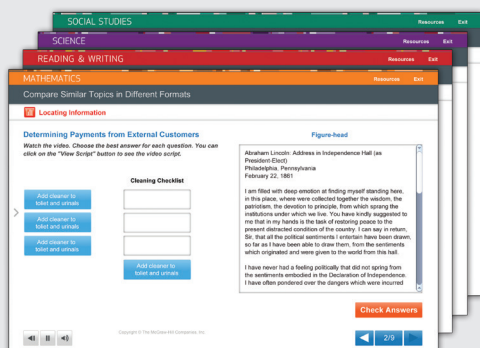 SOCIAL STUDIES
Resources Exit
SCIENCE
Resources Exit
READING & WRITING
Resources Exit
MATHEMATICS
Resources Exit
Compare Similar Topics in Different Formats
Locating Information
Determining Payments from External Customers
Watch the video. Choose the best answer for each question. You can
click on the "View Script" button to see the video script.
Cleaning Checklist
Add cleaner to
toilet and urinals
Add cleaner to
toilet and urinals
Add cleaner to
toilet and urinals
Add cleaner to
toilet and urinals
Figure-head
Abraham Lincoln: Address in Independence Hall (as
President-Elect)
Philadelphia, Pennsylvania
February 22. 1861
I am filled with deep emotion at finding myself standing here,
in this place, where were collected together the wisdom, the
patriotism, the devotion to principle, from which sprang the
institutions under which we live. You have kindly suggested to
me that in my hands is the task of restoring peace to the
present distracted condition of the country. I can say in return,
Sir, that all the political sentiments I entertain have been drawn,
so far as I have been able to draw them, from the sentiments
which originated and were given to the world from this hall.
I have never had a feeling politically that did not spring from
the sentiments embodied in the Declaration of Independence.
I have often pondered over the dangers which were incurred
Check Answers
Copyright © The McGraw-Hill Companies, Inc.
2/9